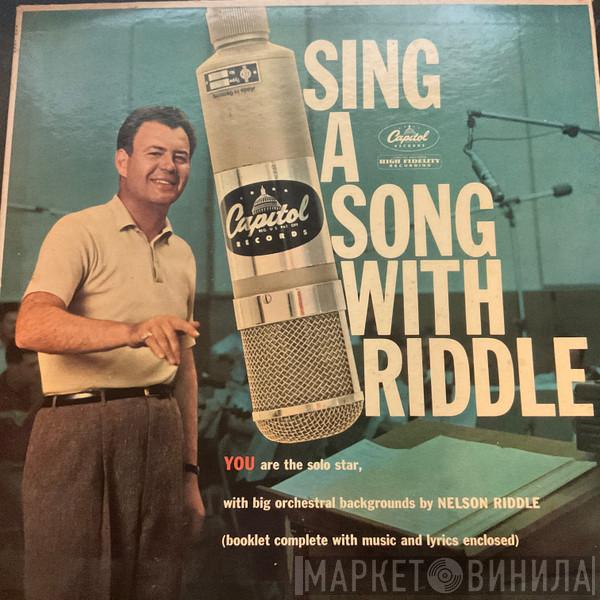 SING
A
SONG
WITH
RIDDLE
Capitol
RECORDS
HIGH FIDELITY
RECORDING
Capitol
RECORDS
YOU are the solo star,
with big orchestral backgrounds by NELSON RIDDLE
(booklet complete with music and lyrics enclosed)
МАРКЕТ ВИНИЛА